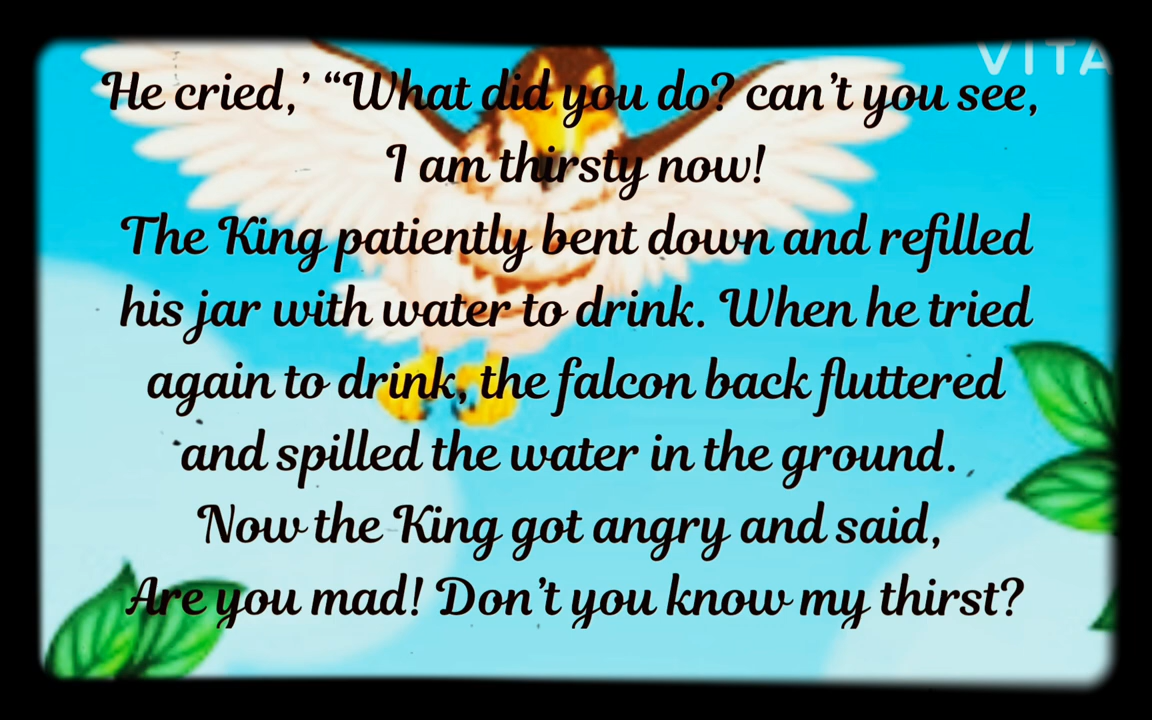 VITA
He cried,’ “What did you do? can’t you see,
I am thirsty now!
The King patiently bent down and refilled
his jar with water to drink. When he tried
again to drink, the falcon back fluttered
and spilled the water in the ground.
Now the King got angry and said,
Are you mad! Don’t you know my thirst?